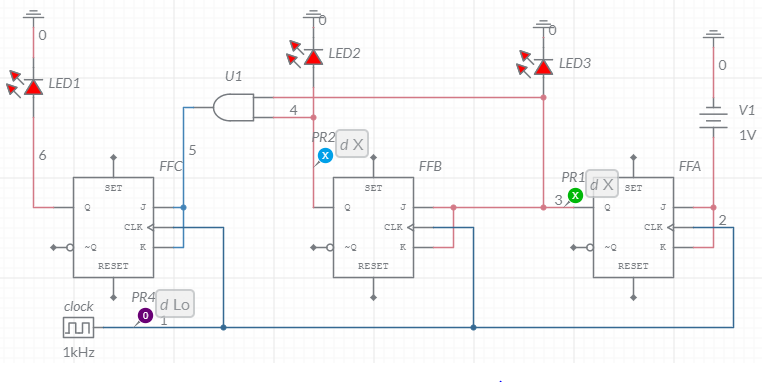 0
0
0
LED1
LED2
LED3
0
U1
V1
1V
4
5
6
PR2
d X
FFC
FFB
FFA
PR1
d X
3
2
SET
Q
J
CLK
~Q
K
RESET
SET
Q
J
CLK
~Q
K
RESET
SET
Q
J
CLK
~Q
K
RESET
PR4
d Lo
X
X
0
1
clock
1kHz